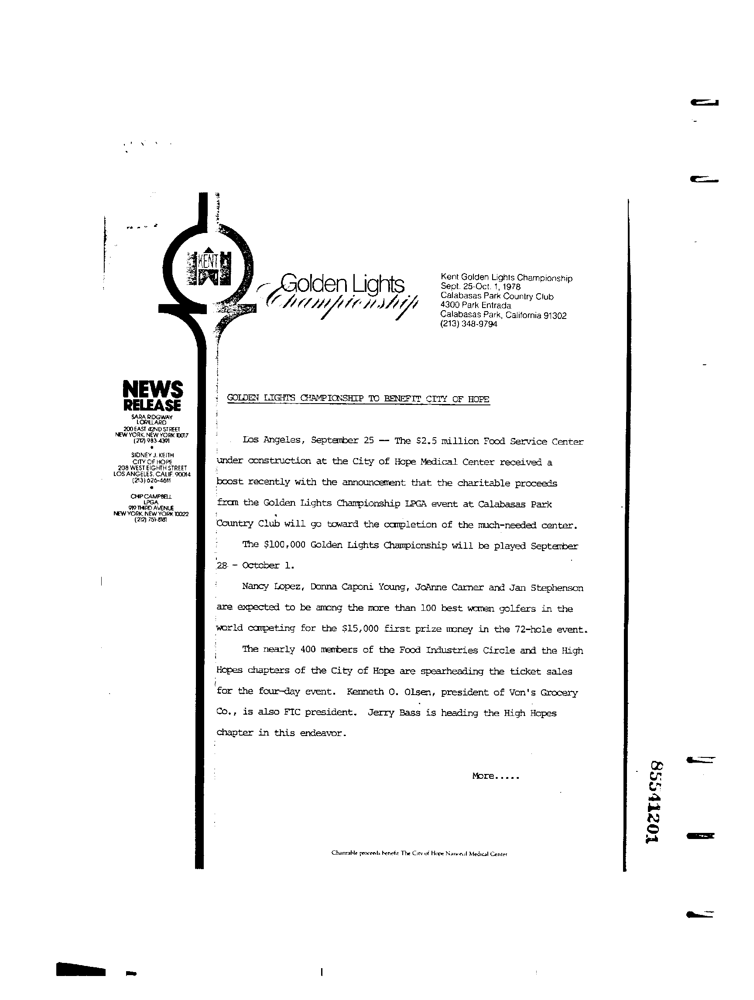 KENT
Golden Lights
Championship
Kent Golden Lights Championship
Sept. 25-Oct. 1, 1978
Calabasas Park Country Club
4300 Park Entrada
Calabasas Park, California 91302
(213) 348-9794
NEWS
RELEASE
SARA RIDGWAY
LORILLARD
200 EAST 42ND STREET
NEW YORK, NEW YORK 10017
(212) 983-4391
SIDNEY J. KEITH
CITY OF HOPE
208 WEST EIGHTH STREET
LOS ANGELES, CALIF. 90014
(213) 626-4611
CHIP CAMPBELL
LPGA
919 THIRD AVENUE
NEW YORK, NEW YORK 10022
(212) 751-8181
GOLDEN LIGHTS CHAMPIONSHIP TO BENEFIT CITY OF HOPE
Los Angeles, September 25 -- The $2.5 million Food Service Center
under construction at the City of Hope Medical Center received a
boost recently with the announcement that the charitable proceeds
from the Golden Lights Championship LPGA event at Calabasas Park
Country Club will go toward the completion of the much-needed center.
The $100,000 Golden Lights Championship will be played September
28 - October 1.
Nancy Lopez, Donna Caponi Young, JoAnne Carner and Jan Stephenson
are expected to be among the more than 100 best women golfers in the
world competing for the $15,000 first prize money in the 72-hole event.
The nearly 400 members of the Food Industries Circle and the High
Hopes chapters of the City of Hope are spearheading the ticket sales
for the four-day event. Kenneth O. Olsen, president of Von's Grocery
Co., is also FIC president. Jerry Bass is heading the High Hopes
chapter in this endeavor.
More.....
Charitable proceeds benefit The City of Hope National Medical Center
85541201